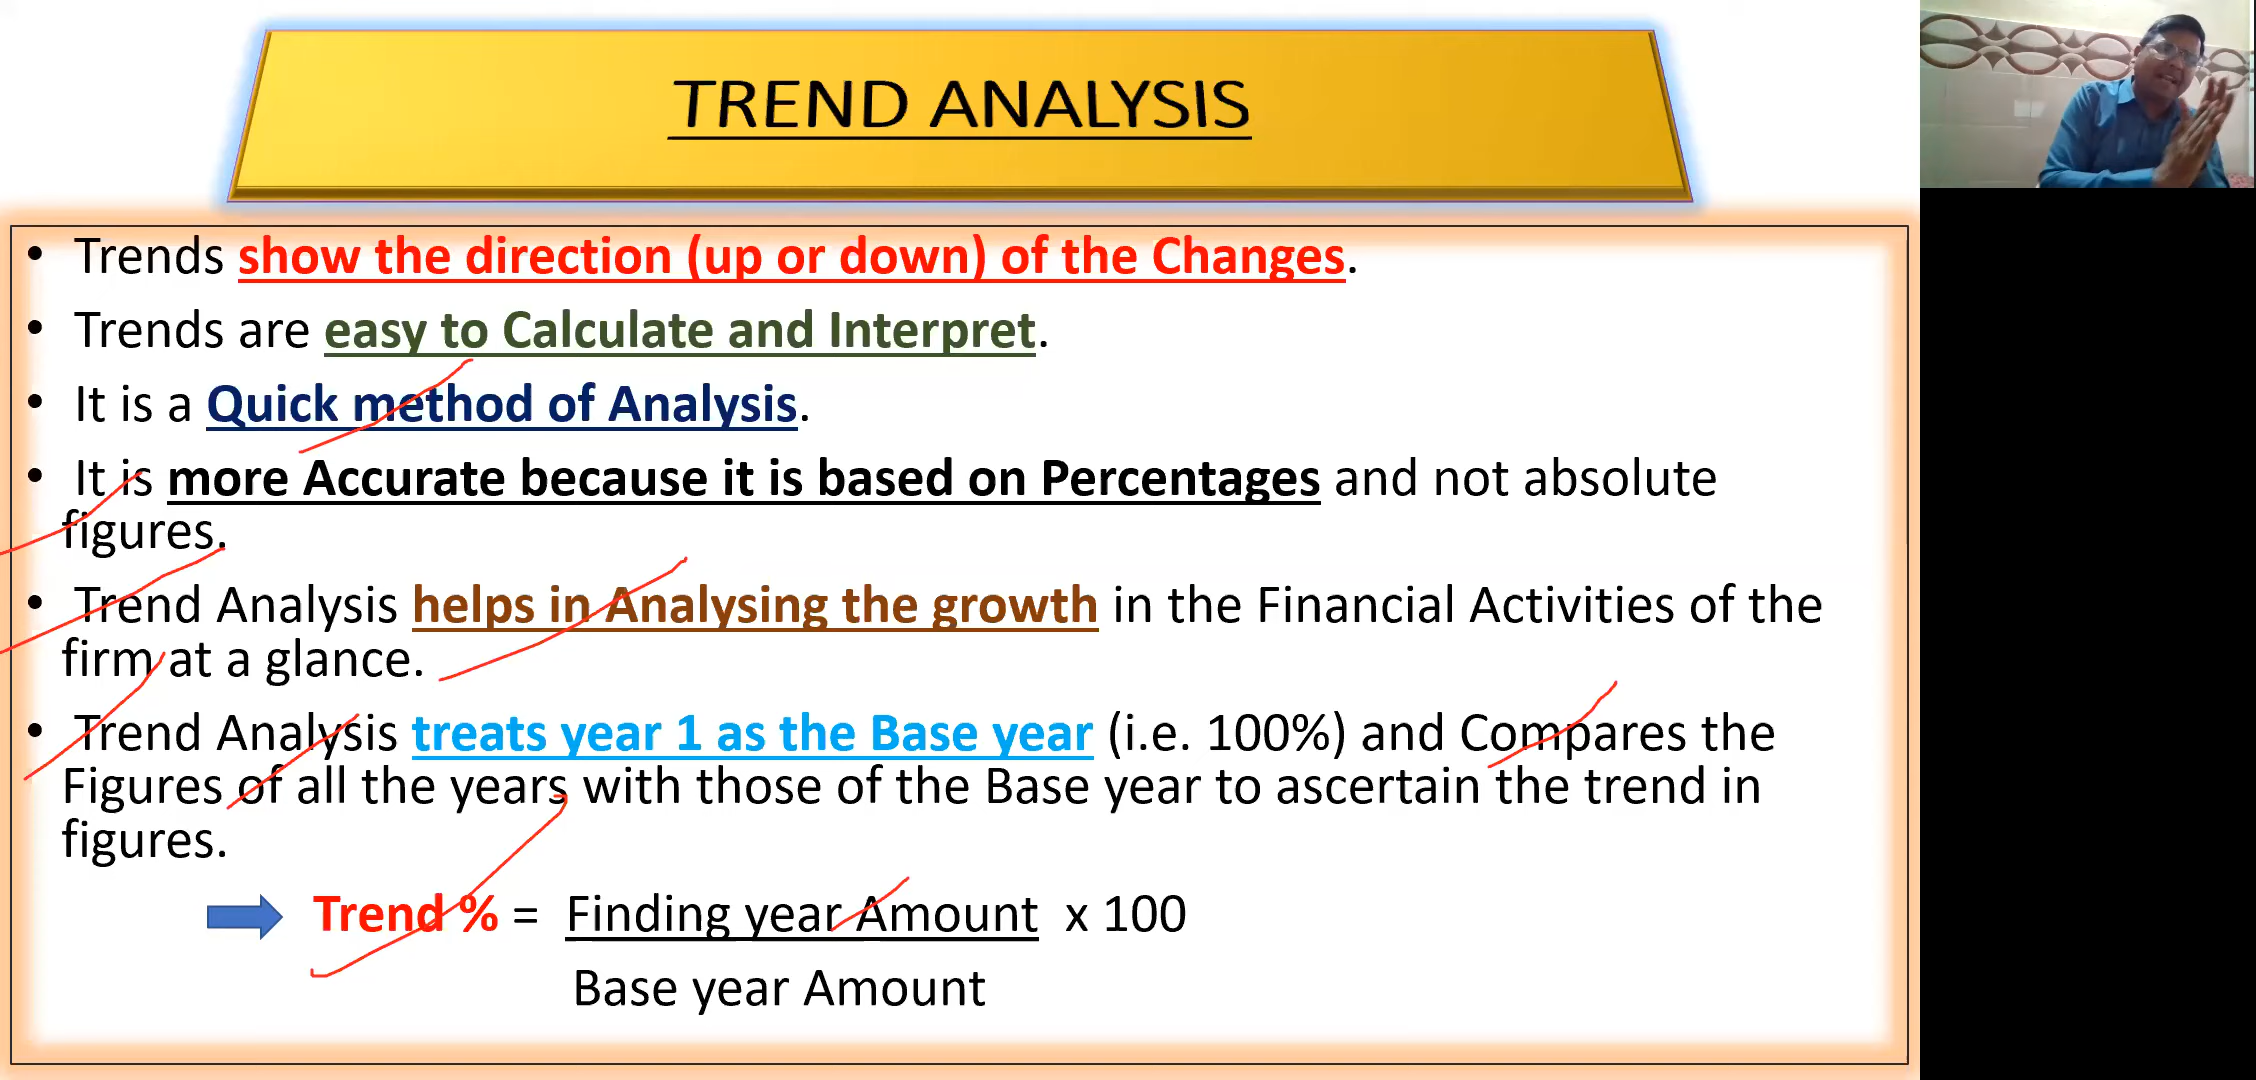 TREND ANALYSIS
• Trends show the direction (up or down) of the Changes.
• Trends are easy to Calculate and Interpret.
• It is a Quick method of Analysis.
• It is more Accurate because it is based on Percentages and not absolute
figures.
• Trend Analysis helps in Analysing the growth in the Financial Activities of the
firm at a glance.
• Trend Analysis treats year 1 as the Base year (i.e. 100%) and Compares the
Figures of all the years with those of the Base year to ascertain the trend in
figures.
Trend % = Finding year Amount x 100
Base year Amount